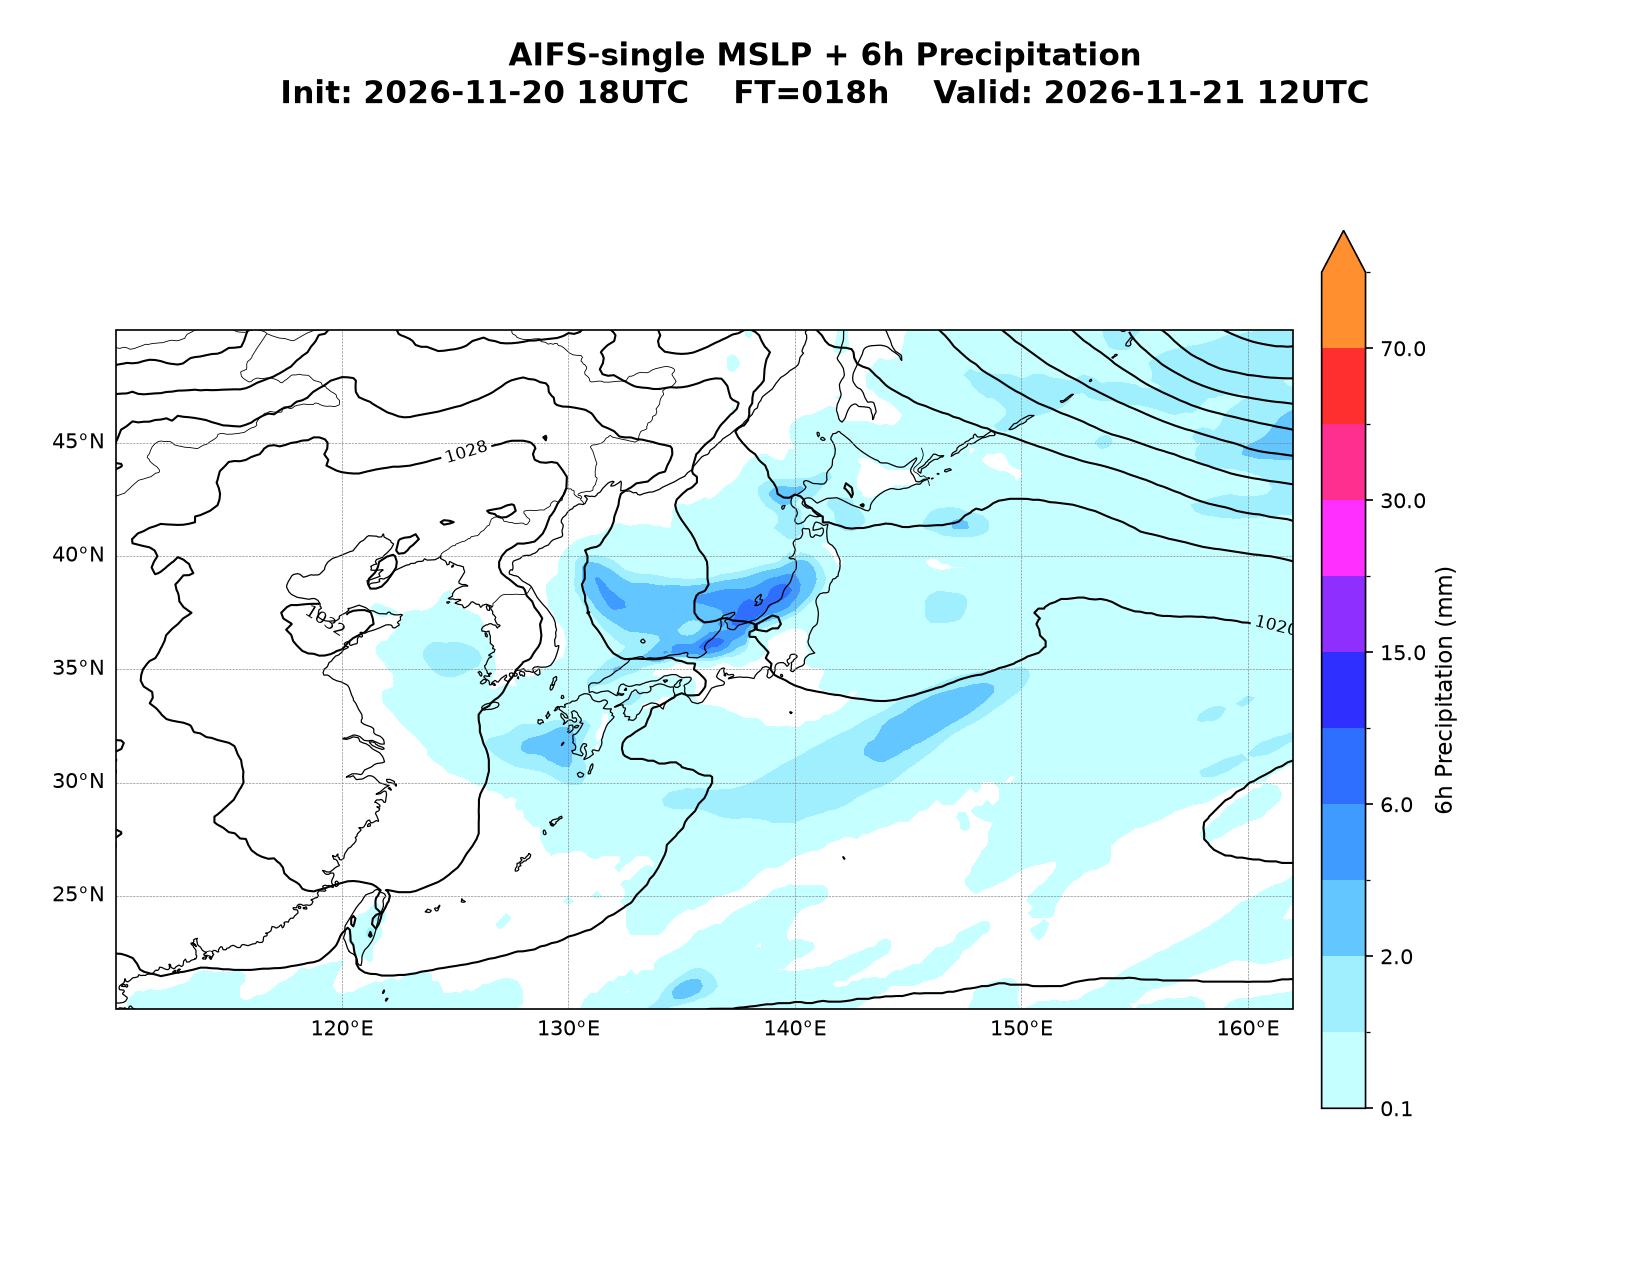 AIFS-single MSLP + 6h Precipitation
Init: 2026-11-20 18UTC    FT=018h    Valid: 2026-11-21 12UTC
70.0
45°N
1028
30.0
40°N
1032
1020
6h Precipitation (mm)
35°N
15.0
30°N
6.0
25°N
2.0
120°E 130°E 140°E 150°E 160°E
0.1